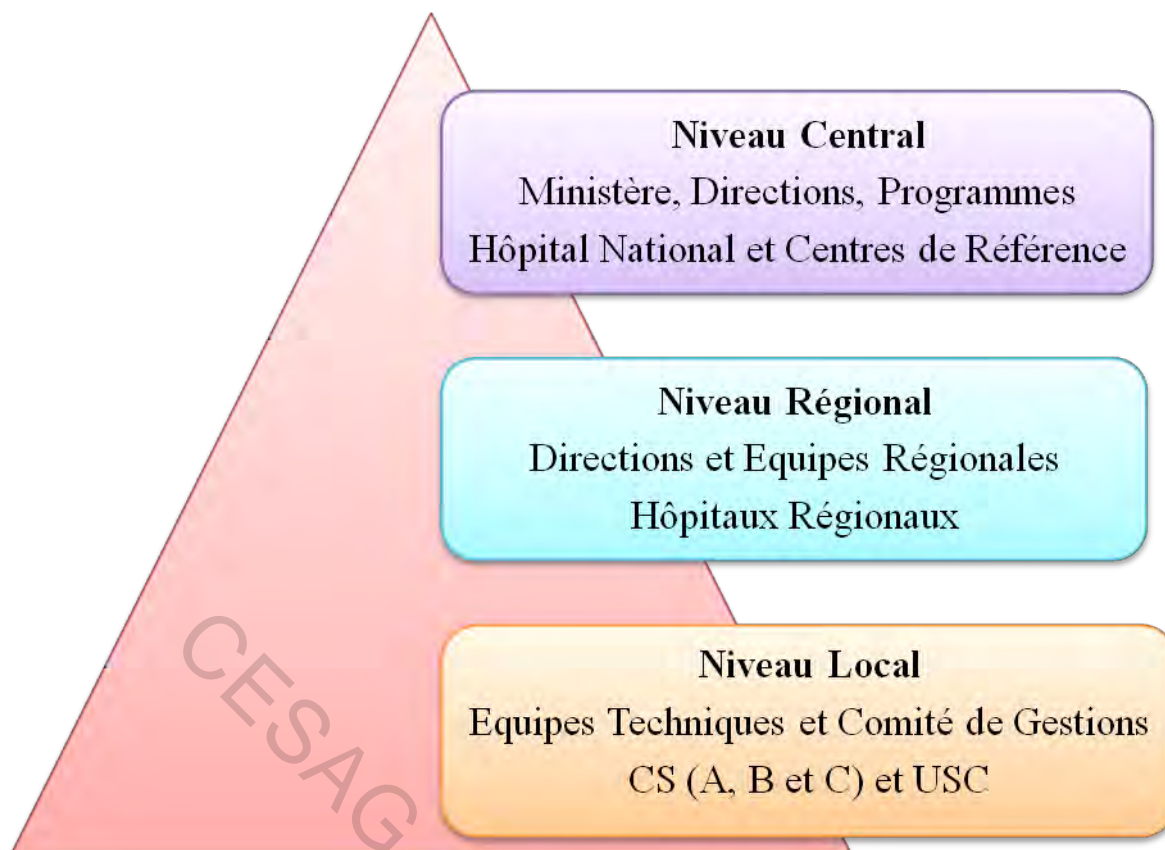 Niveau Central
Ministère, Directions, Programmes
Hôpital National et Centres de Référence
Niveau Régional
Directions et Equipes Régionales
Hôpitaux Régionaux
Niveau Local
Equipes Techniques et Comité de Gestions
CS (A, B et C) et USC
CESAG